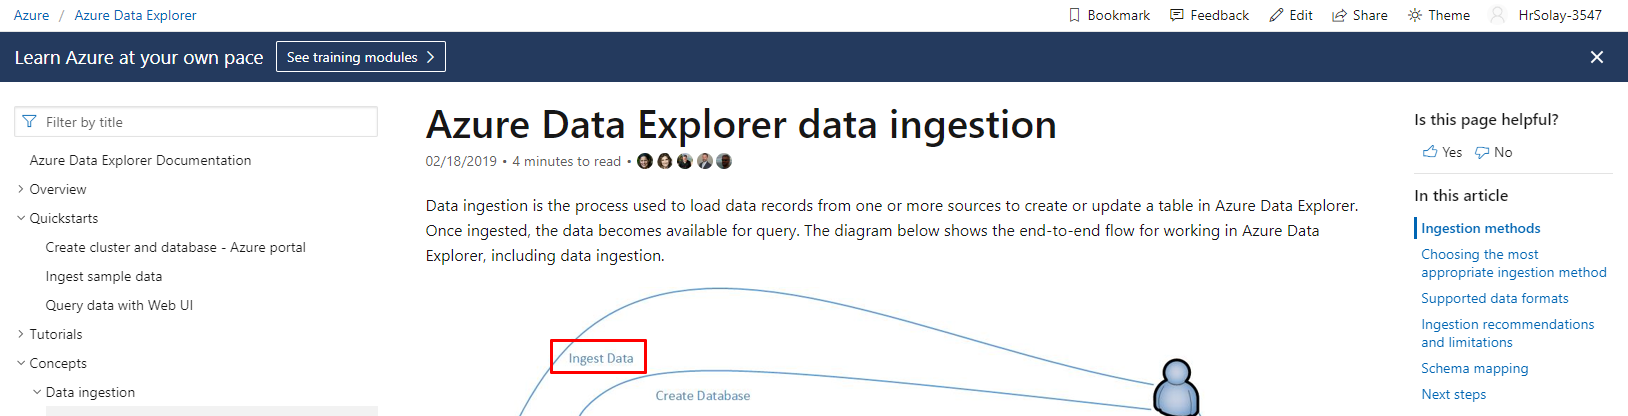 Azure / Azure Data Explorer
Bookmark Feedback Edit Share Theme HrSolay-3547
Learn Azure at your own pace See training modules
Filter by title
Azure Data Explorer Documentation
Overview
Quickstarts
Create cluster and database - Azure portal
Ingest sample data
Query data with Web UI
Tutorials
Concepts
Data ingestion
Azure Data Explorer data ingestion
02/18/2019 • 4 minutes to read •
Data ingestion is the process used to load data records from one or more sources to create or update a table in Azure Data Explorer.
Once ingested, the data becomes available for query. The diagram below shows the end-to-end flow for working in Azure Data
Explorer, including data ingestion.
Ingest Data
Create Database
Is this page helpful?
Yes No
In this article
Ingestion methods
Choosing the most
appropriate ingestion method
Supported data formats
Ingestion recommendations
and limitations
Schema mapping
Next steps